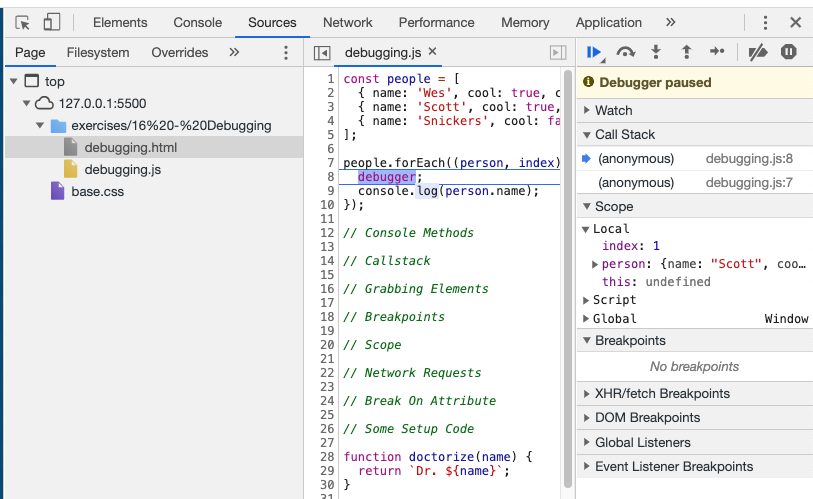 Elements Console Sources Network Performance Memory Application »
Page Filesystem Overrides »
debugging.js ×
top
127.0.0.1:5500
exercises/16%20-%20Debugging
debugging.html
debugging.js
base.css
1 const people = [
2 { name: 'Wes', cool: true, c
3 { name: 'Scott', cool: true,
4 { name: 'Snickers', cool: fa
5 ];
6
7 people.forEach((person, index)
8 debugger;
9 console.log(person.name);
10 });
11
12 // Console Methods
13
14 // Callstack
15
16 // Grabbing Elements
17
18 // Breakpoints
19
20 // Scope
21
22 // Network Requests
23
24 // Break On Attribute
25
26 // Some Setup Code
27
28 function doctorize(name) {
29 return `Dr. ${name}`;
30 }
31
Debugger paused
Watch
Call Stack
(anonymous) debugging.js:8
(anonymous) debugging.js:7
Scope
Local
index: 1
person: {name: "Scott", coo…
this: undefined
Script
Global Window
Breakpoints
No breakpoints
XHR/fetch Breakpoints
DOM Breakpoints
Global Listeners
Event Listener Breakpoints